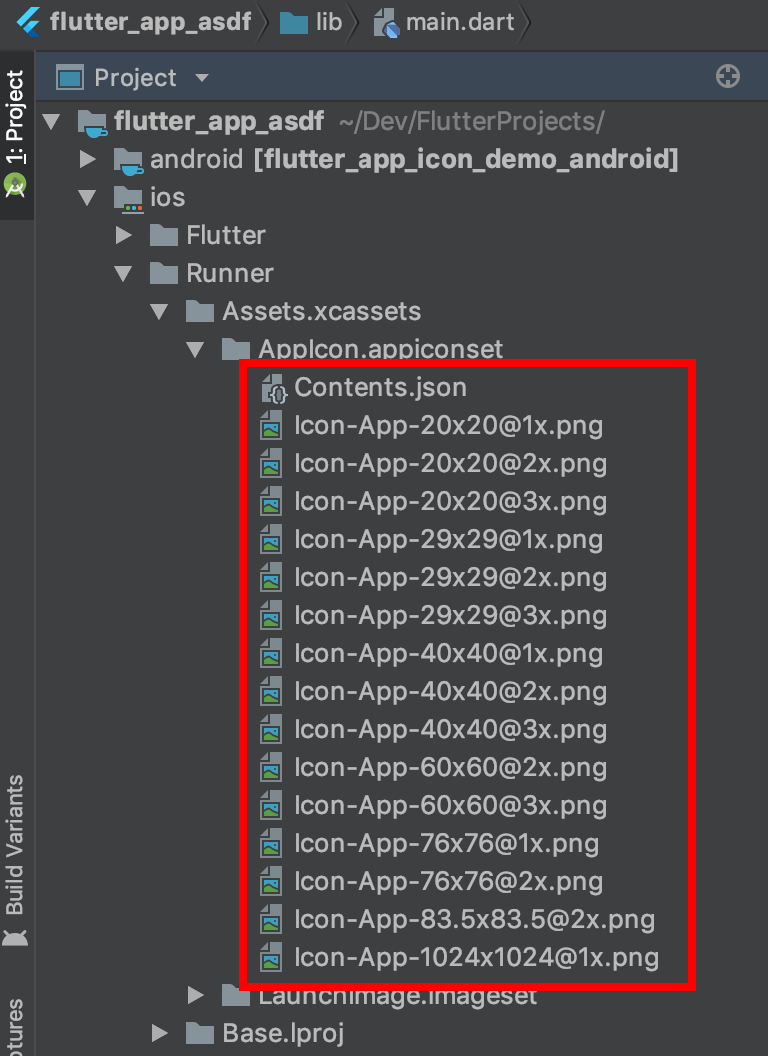 flutter_app_asdf lib main.dart
Project
1: Project
flutter_app_asdf ~/Dev/FlutterProjects/
android [flutter_app_icon_demo_android]
ios
Flutter
Runner
Assets.xcassets
AppIcon.appiconset
Contents.json
Icon-App-20x20@1x.png
Icon-App-20x20@2x.png
Icon-App-20x20@3x.png
Icon-App-29x29@1x.png
Icon-App-29x29@2x.png
Icon-App-29x29@3x.png
Icon-App-40x40@1x.png
Icon-App-40x40@2x.png
Icon-App-40x40@3x.png
Icon-App-60x60@2x.png
Icon-App-60x60@3x.png
Icon-App-76x76@1x.png
Icon-App-76x76@2x.png
Icon-App-83.5x83.5@2x.png
Icon-App-1024x1024@1x.png
LaunchImage.imageset
Base.lproj
Build Variants
ptures